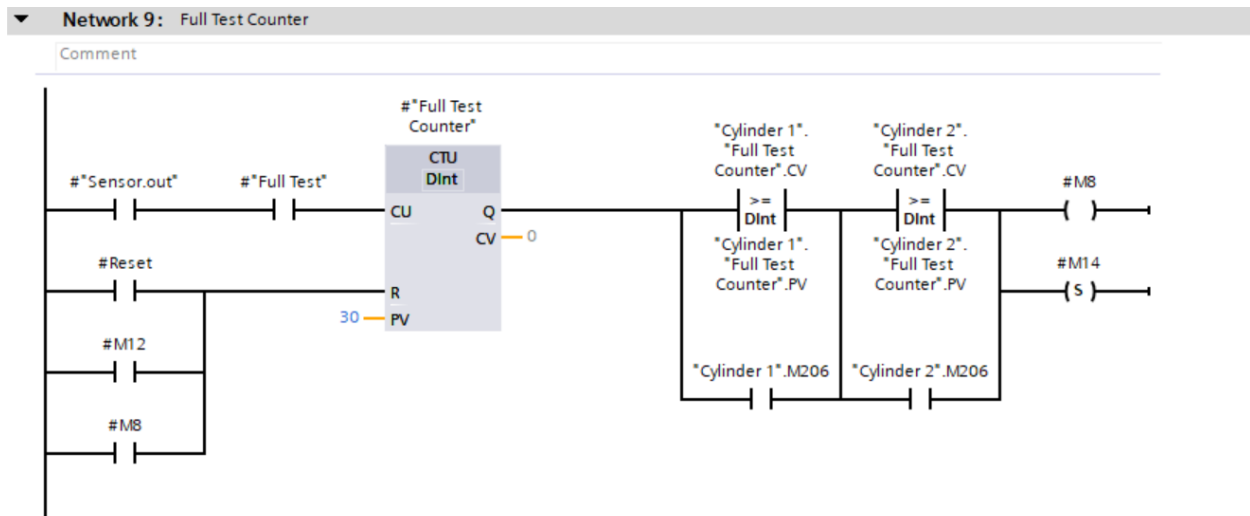 Network 9: Full Test Counter
Comment
#"Full Test
Counter"
CTU
DInt
#"Sensor.out"
#"Full Test"
CU
Q
CV
0
#Reset
R
30
PV
#M12
#M8
"Cylinder 1".
"Full Test
Counter".CV
>=
DInt
"Cylinder 1".
"Full Test
Counter".PV
"Cylinder 2".
"Full Test
Counter".CV
>=
DInt
"Cylinder 2".
"Full Test
Counter".PV
#M8
#M14
S
"Cylinder 1".M206
"Cylinder 2".M206